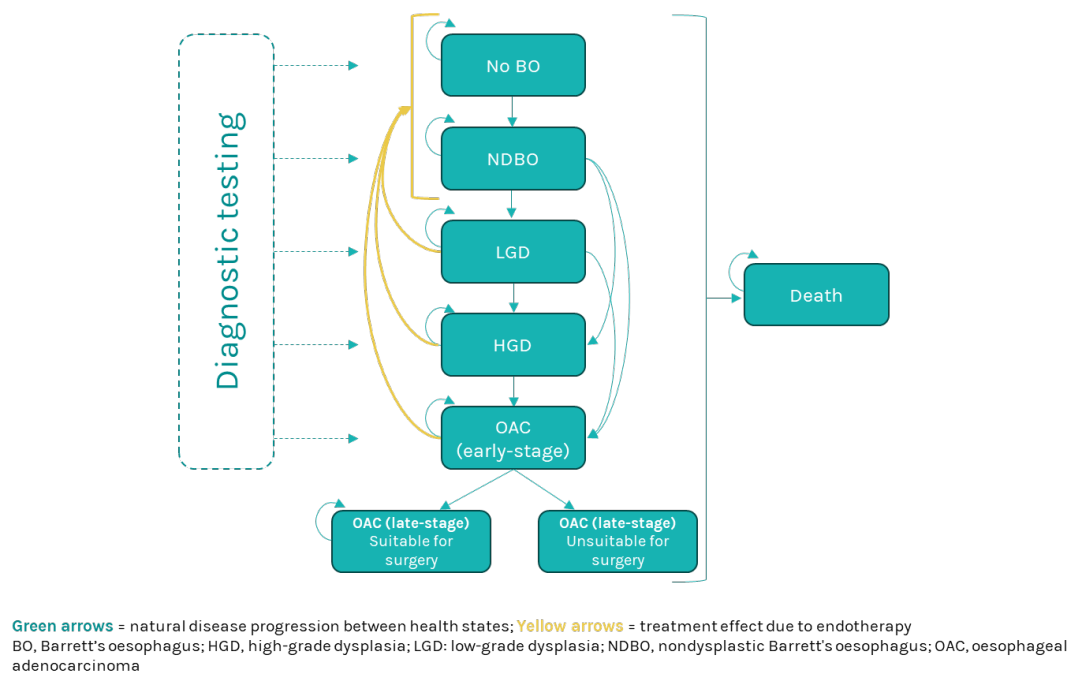 Diagnostic testing
No BO
NDBO
LGD
HGD
OAC
(early-stage)
OAC (late-stage)
Suitable for
surgery
OAC (late-stage)
Unsuitable for
surgery
Death
Green arrows = natural disease progression between health states; Yellow arrows = treatment effect due to endotherapy
BO, Barrett’s oesophagus; HGD, high-grade dysplasia; LGD: low-grade dysplasia; NDBO, nondysplastic Barrett's oesophagus; OAC, oesophageal
adenocarcinoma